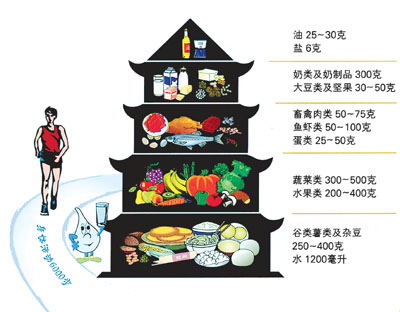 油 25~30克
盐 6克
奶类及奶制品 300克
大豆类及坚果 30~50克
畜禽肉类 50~75克
鱼虾类 50~100克
蛋类 25~50克
蔬菜类 300~500克
水果类 200~400克
谷类薯类及杂豆
250~400克
水 1200毫升
身体活动6000步